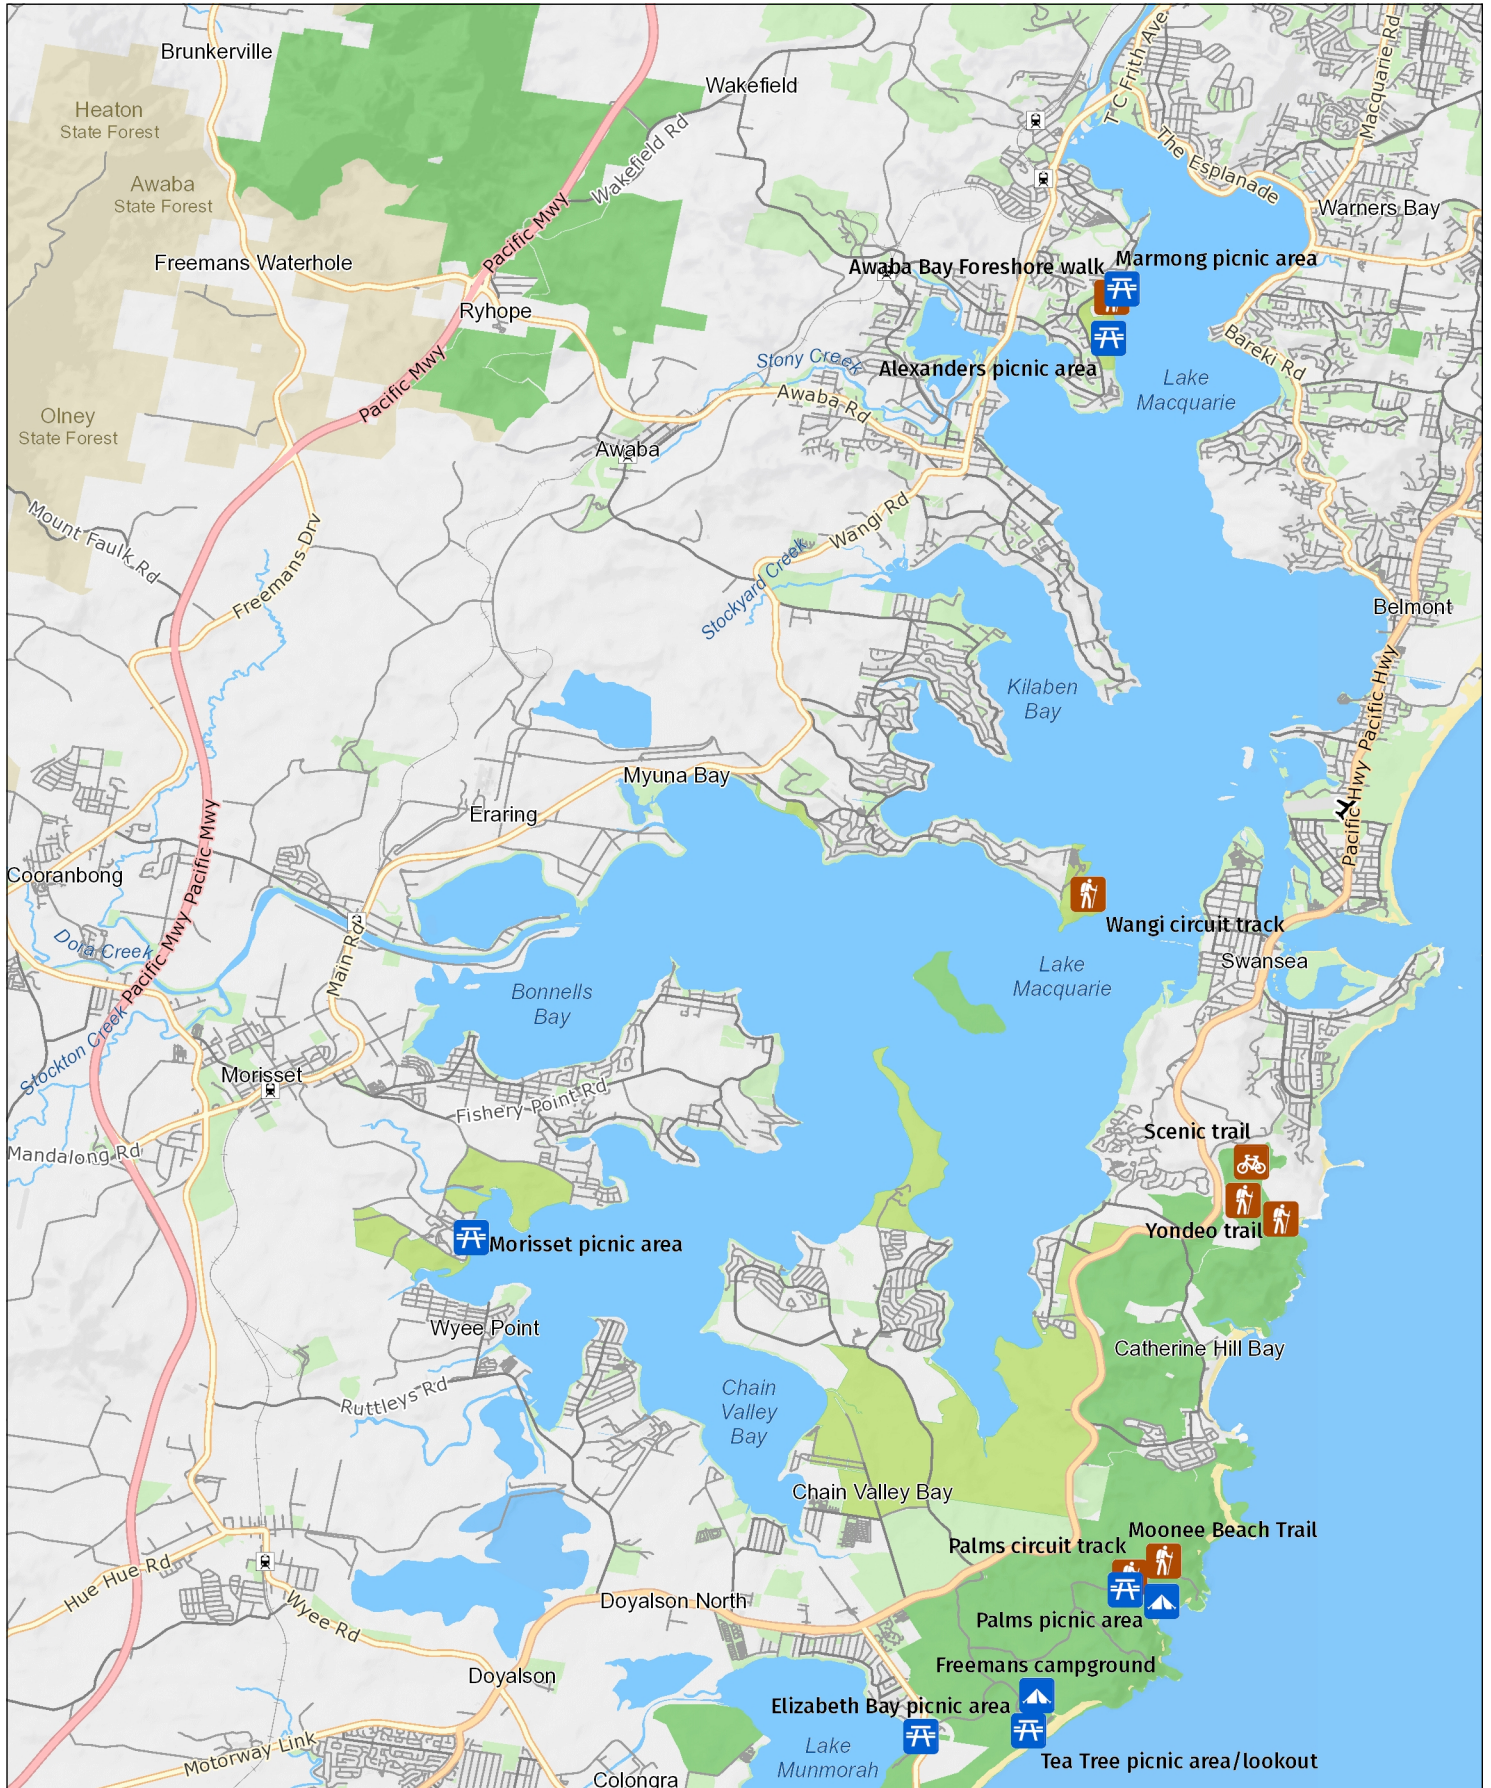 Brunkerville
Wakefield
T C Frith Ave
Macquarie Rd
Heaton
State Forest
Wakefield Rd
The Esplanade
Awaba
State Forest
Pacific Mwy
Warners Bay
Freemans Waterhole
Awaba Bay Foreshore walk
Marmong picnic area
Ryhope
Bareki Rd
Stony Creek
Alexanders picnic area
Pacific Mwy
Lake
Macquarie
Awaba Rd
Olney
State Forest
Awaba
Mount Faulk Rd
Wangi Rd
Freemans Drv
Stockyard Creek
Belmont
Kilaben
Bay
Pacific Hwy
Pacific Hwy
Myuna Bay
Eraring
Pacific Mwy
Pacific Mwy
Cooranbong
Wangi circuit track
Dora Creek
Main Rd
Swansea
Lake
Macquarie
Bonnells
Bay
Stockton Creek
Morisset
Fishery Point Rd
Mandalong Rd
Scenic trail
Yondeo trail
Morisset picnic area
Wyee Point
Catherine Hill Bay
Ruttleys Rd
Chain
Valley
Bay
Chain Valley Bay
Moonee Beach Trail
Palms circuit track
Hue Hue Rd
Wyee Rd
Doyalson North
Palms picnic area
Freemans campground
Doyalson
Elizabeth Bay picnic area
Motorway Link
Lake
Munmorah
Tea Tree picnic area/lookout
Colongra